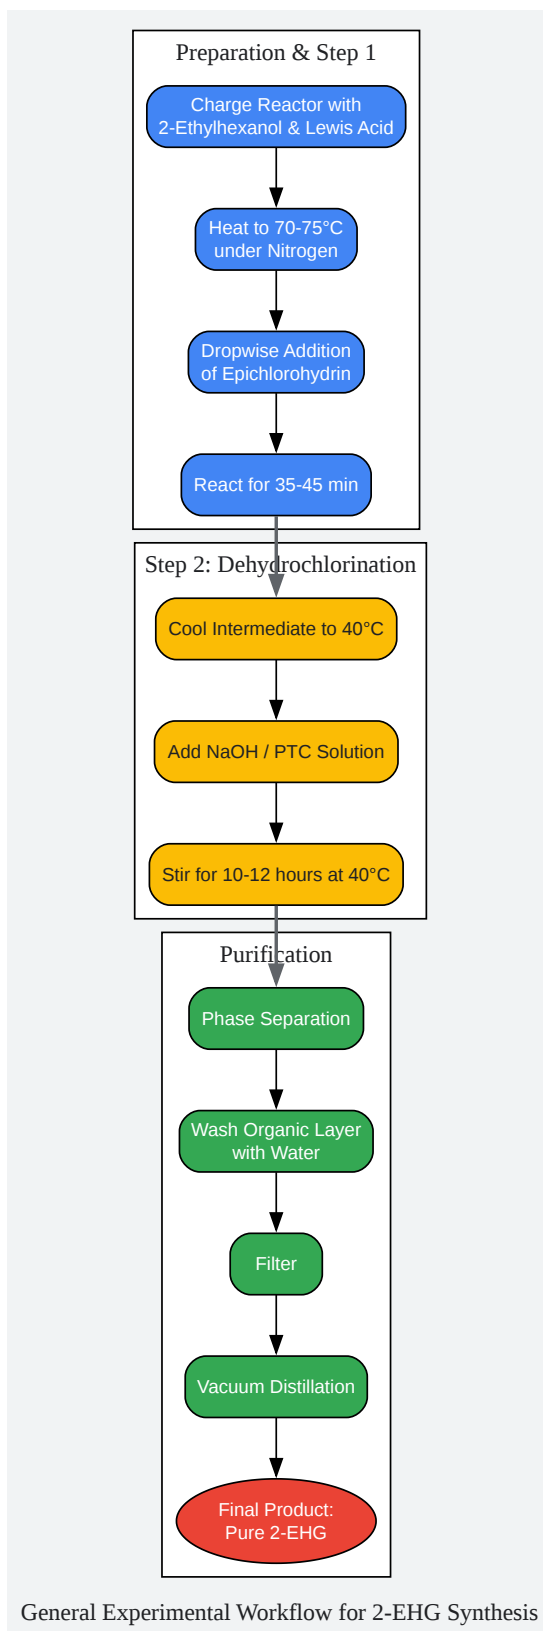 Preparation & Step 1
Charge Reactor with
2-Ethylhexanol & Lewis Acid
Heat to 70-75°C
under Nitrogen
Dropwise Addition
of Epichlorohydrin
React for 35-45 min
Step 2: Dehydrochlorination
Cool Intermediate to 40°C
Add NaOH / PTC Solution
Stir for 10-12 hours at 40°C
Purification
Phase Separation
Wash Organic Layer
with Water
Filter
Vacuum Distillation
Final Product:
Pure 2-EHG
General Experimental Workflow for 2-EHG Synthesis